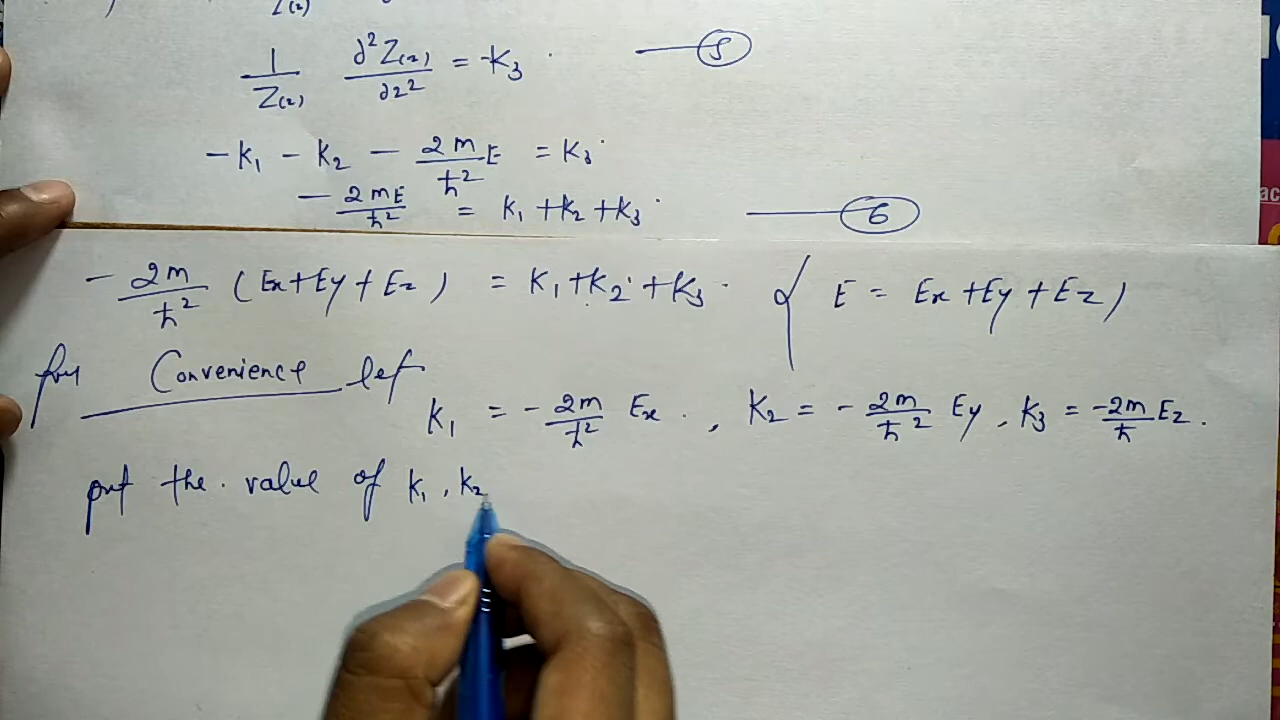 Z(z)
1/Z(z) ∂²Z(z)/∂z² = -K₃ . —— (5)
-K₁ - K₂ - 2m/ħ² E = K₃
- 2mE/ħ² = K₁ + K₂ + K₃ . —— (6)
- 2m/ħ² (Ex + Ey + Ez) = K₁ + K₂ + K₃ . { E = Ex + Ey + Ez )
for Convenience let
K₁ = - 2m/ħ² Ex . , K₂ = - 2m/ħ² Ey , K₃ = -2m/ħ Ez .
put the value of K₁ , K₂